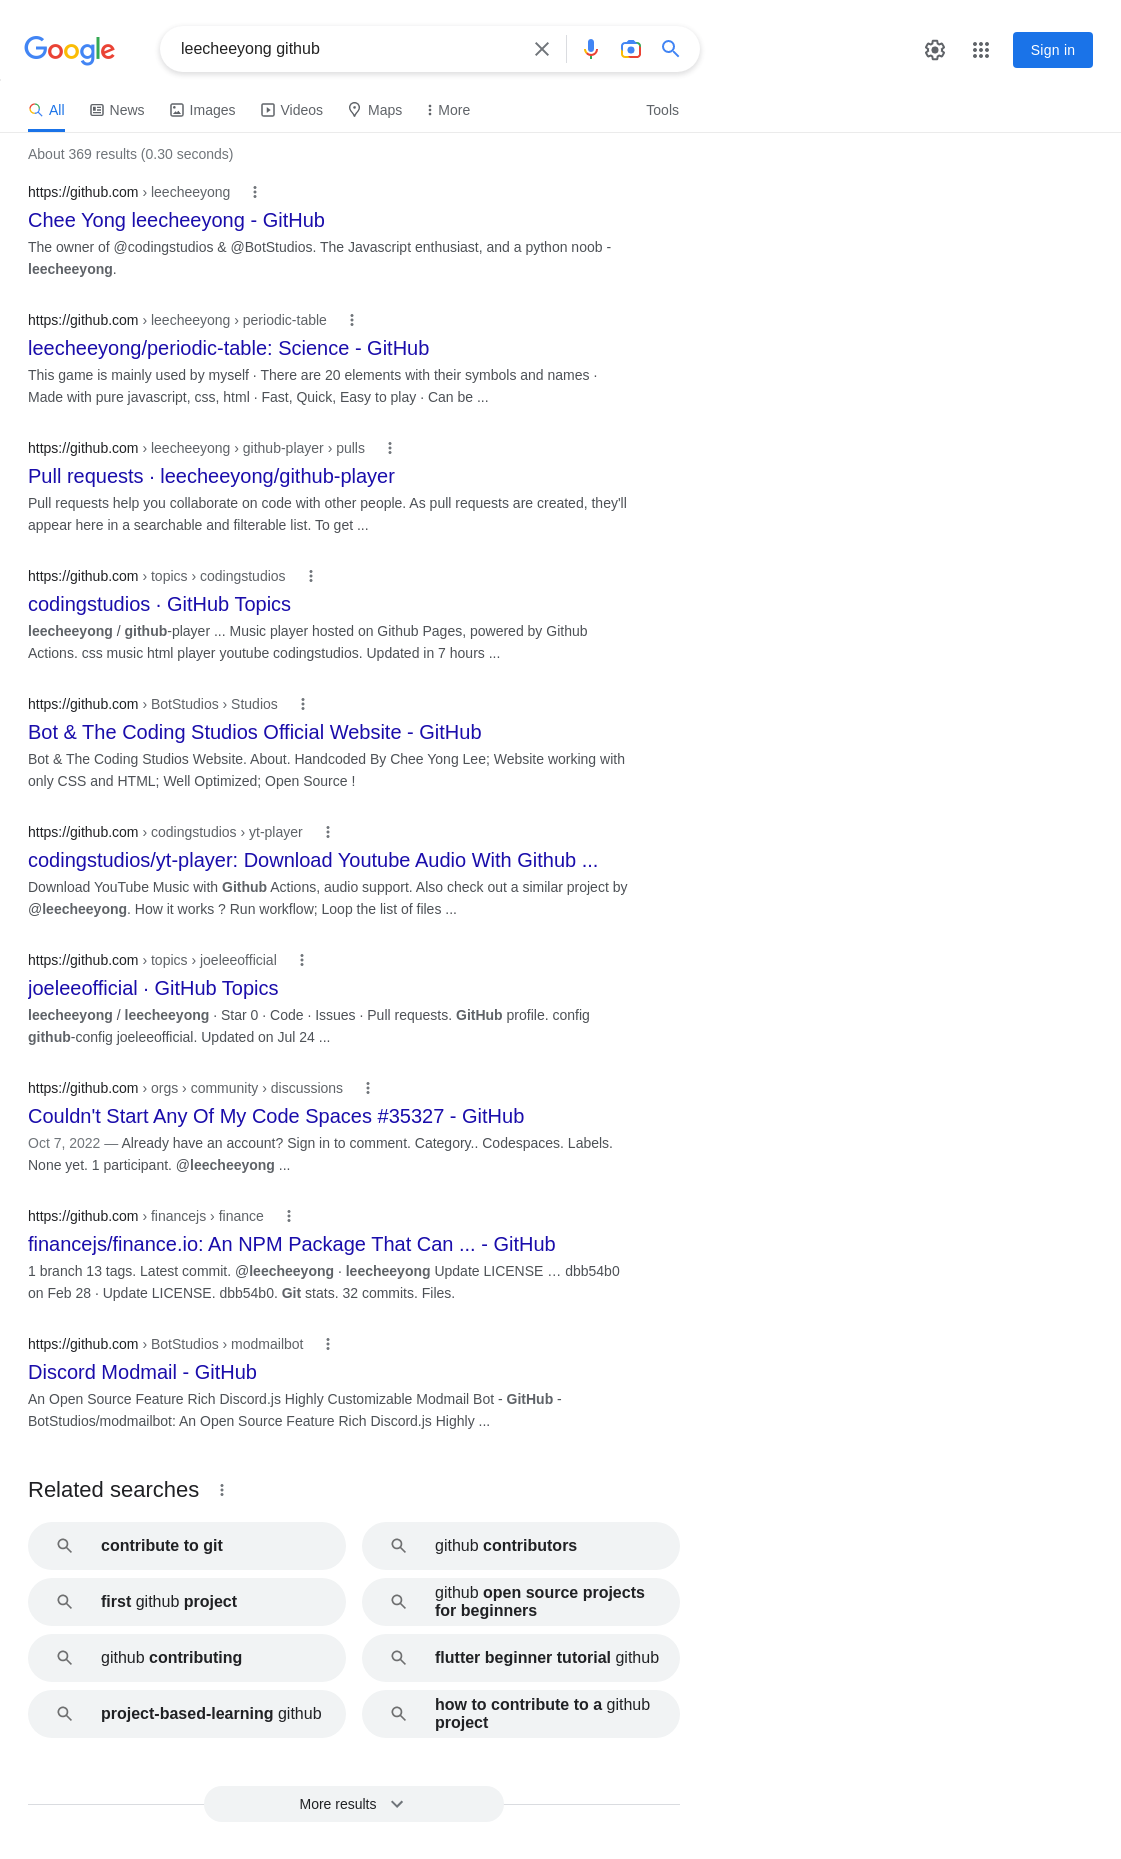 Google
leecheeyong github
Sign in
All
News
Images
Videos
Maps
More
Tools
About 369 results (0.30 seconds)
https://github.com › leecheeyong
Chee Yong leecheeyong - GitHub
The owner of @codingstudios & @BotStudios. The Javascript enthusiast, and a python noob -
leecheeyong.
https://github.com › leecheeyong › periodic-table
leecheeyong/periodic-table: Science - GitHub
This game is mainly used by myself · There are 20 elements with their symbols and names ·
Made with pure javascript, css, html · Fast, Quick, Easy to play · Can be ...
https://github.com › leecheeyong › github-player › pulls
Pull requests · leecheeyong/github-player
Pull requests help you collaborate on code with other people. As pull requests are created, they'll
appear here in a searchable and filterable list. To get ...
https://github.com › topics › codingstudios
codingstudios · GitHub Topics
leecheeyong / github-player ... Music player hosted on Github Pages, powered by Github
Actions. css music html player youtube codingstudios. Updated in 7 hours ...
https://github.com › BotStudios › Studios
Bot & The Coding Studios Official Website - GitHub
Bot & The Coding Studios Website. About. Handcoded By Chee Yong Lee; Website working with
only CSS and HTML; Well Optimized; Open Source !
https://github.com › codingstudios › yt-player
codingstudios/yt-player: Download Youtube Audio With Github ...
Download YouTube Music with Github Actions, audio support. Also check out a similar project by
@leecheeyong. How it works ? Run workflow; Loop the list of files ...
https://github.com › topics › joeleeofficial
joeleeofficial · GitHub Topics
leecheeyong / leecheeyong · Star 0 · Code · Issues · Pull requests. GitHub profile. config
github-config joeleeofficial. Updated on Jul 24 ...
https://github.com › orgs › community › discussions
Couldn't Start Any Of My Code Spaces #35327 - GitHub
Oct 7, 2022 — Already have an account? Sign in to comment. Category.. Codespaces. Labels.
None yet. 1 participant. @leecheeyong ...
https://github.com › financejs › finance
financejs/finance.io: An NPM Package That Can ... - GitHub
1 branch 13 tags. Latest commit. @leecheeyong · leecheeyong Update LICENSE … dbb54b0
on Feb 28 · Update LICENSE. dbb54b0. Git stats. 32 commits. Files.
https://github.com › BotStudios › modmailbot
Discord Modmail - GitHub
An Open Source Feature Rich Discord.js Highly Customizable Modmail Bot - GitHub -
BotStudios/modmailbot: An Open Source Feature Rich Discord.js Highly ...
Related searches
contribute to git
github contributors
first github project
github open source projects
for beginners
github contributing
flutter beginner tutorial github
project-based-learning github
how to contribute to a github
project
More results